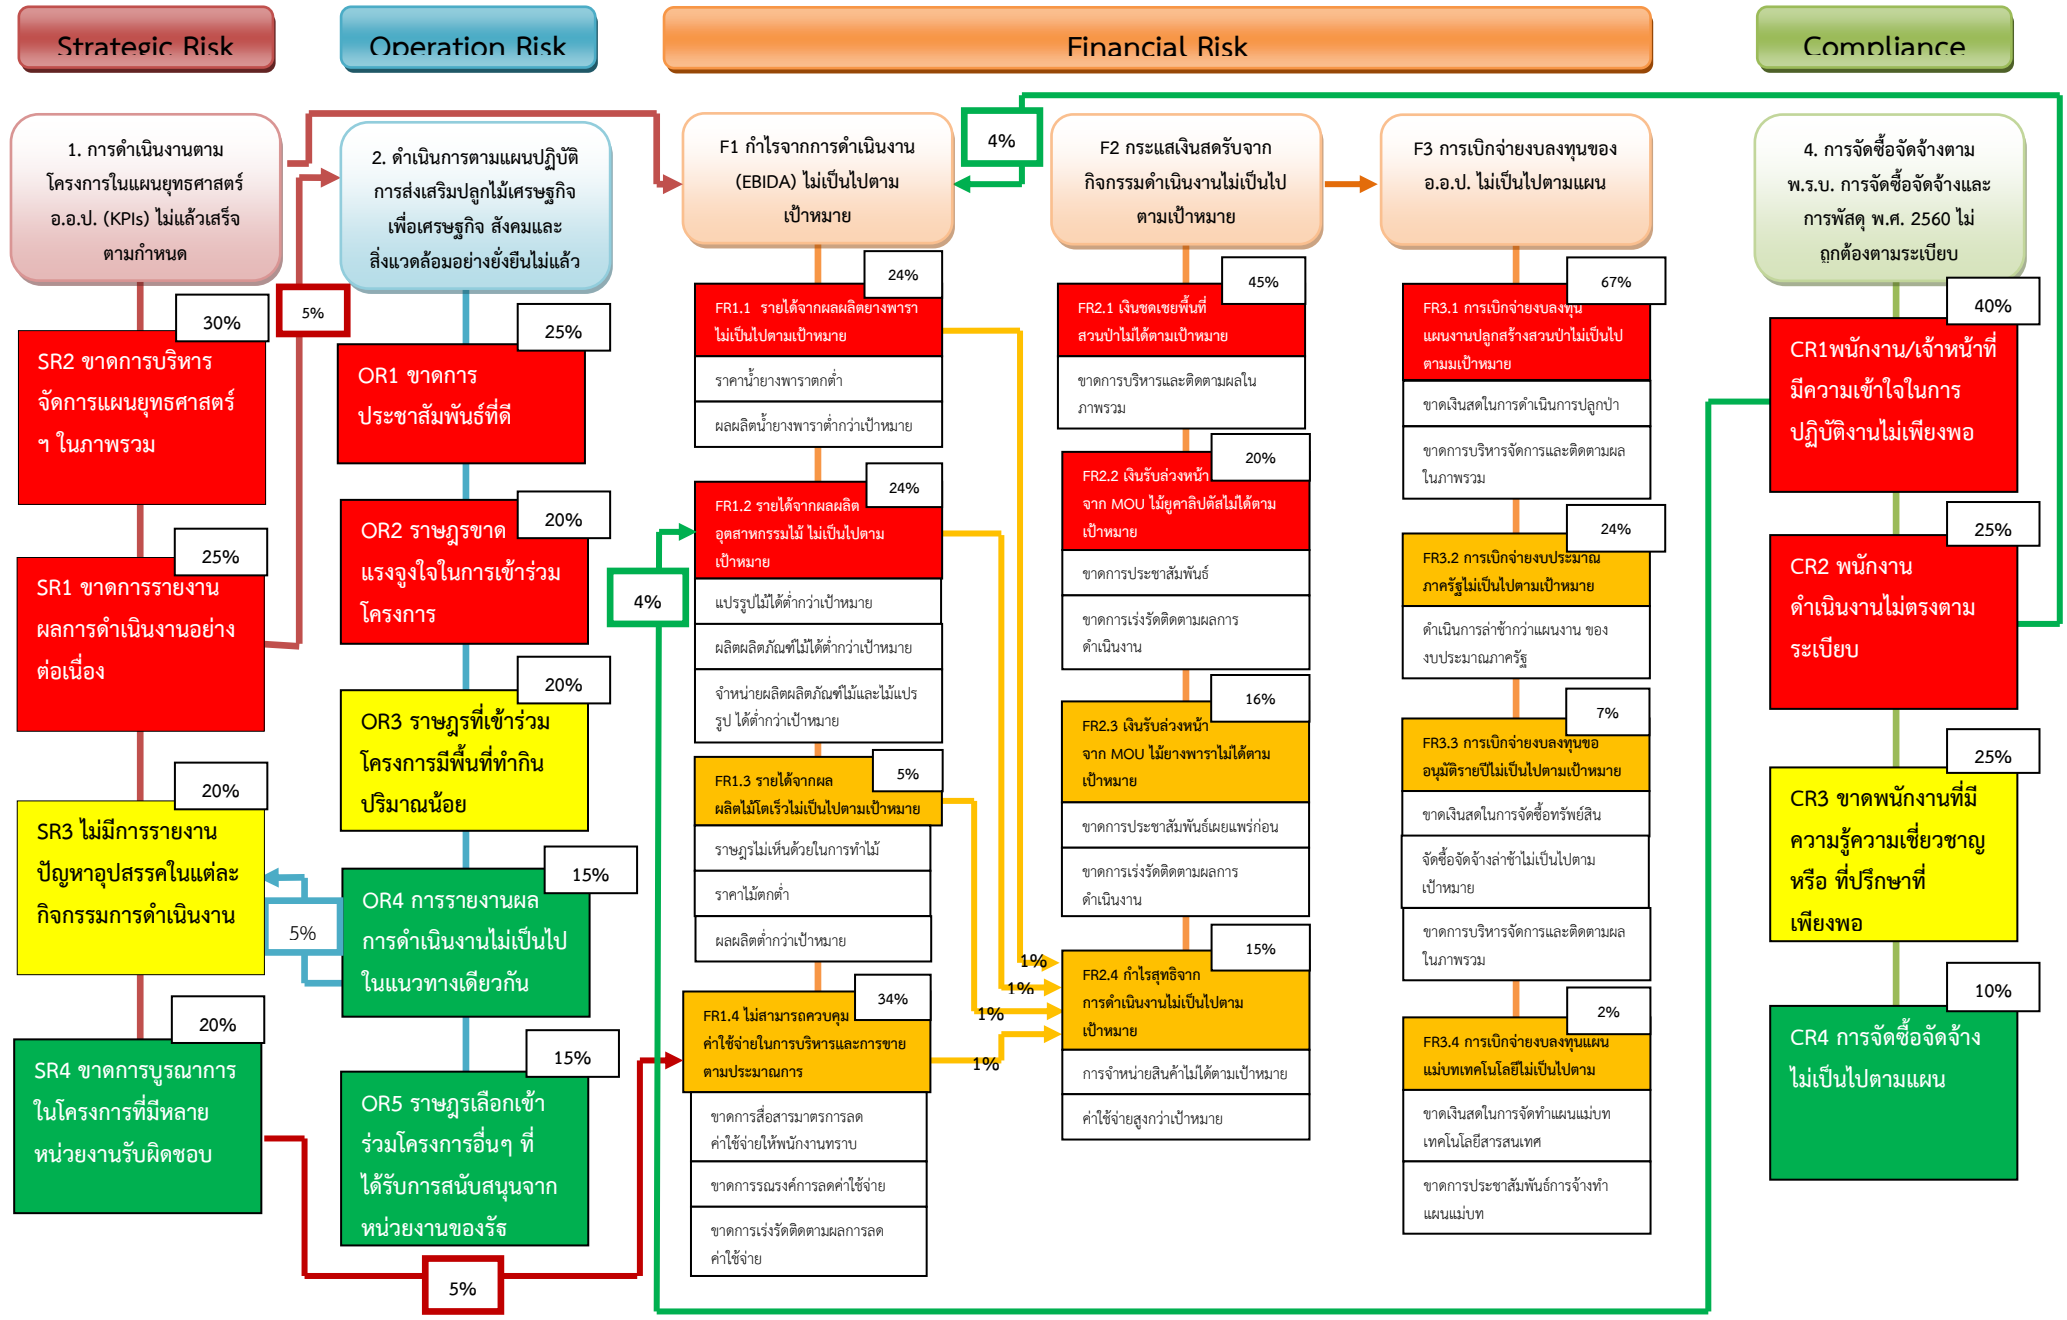 Strategic Risk
Operation Risk
Financial Risk
Compliance
1. การดำเนินงานตาม
โครงการในแผนยุทธศาสตร์
อ.อ.ป. (KPIs) ไม่แล้วเสร็จ
ตามกำหนด
30%
SR2 ขาดการบริหาร
จัดการแผนยุทธศาสตร์
ฯ ในภาพรวม
25%
SR1 ขาดการรายงาน
ผลการดำเนินงานอย่าง
ต่อเนื่อง
20%
SR3 ไม่มีการรายงาน
ปัญหาอุปสรรคในแต่ละ
กิจกรรมการดำเนินงาน
20%
SR4 ขาดการบูรณาการ
ในโครงการที่มีหลาย
หน่วยงานรับผิดชอบ
5%
5%
5%
2. ดำเนินการตามแผนปฏิบัติ
การส่งเสริมปลูกไม้เศรษฐกิจ
เพื่อเศรษฐกิจ สังคมและ
สิ่งแวดล้อมอย่างยั่งยืนไม่แล้ว
25%
OR1 ขาดการ
ประชาสัมพันธ์ที่ดี
20%
OR2 ราษฎรขาด
แรงจูงใจในการเข้าร่วม
โครงการ
20%
OR3 ราษฎรที่เข้าร่วม
โครงการมีพื้นที่ทำกิน
ปริมาณน้อย
15%
OR4 การรายงานผล
การดำเนินงานไม่เป็นไป
ในแนวทางเดียวกัน
15%
OR5 ราษฎรเลือกเข้า
ร่วมโครงการอื่นๆ ที่
ได้รับการสนับสนุนจาก
หน่วยงานของรัฐ
F1 กำไรจากการดำเนินงาน
(EBIDA) ไม่เป็นไปตาม
เป้าหมาย
4%
24%
FR1.1 รายได้จากผลผลิตยางพารา
ไม่เป็นไปตามเป้าหมาย
ราคาน้ำยางพาราตกต่ำ
ผลผลิตน้ำยางพาราต่ำกว่าเป้าหมาย
24%
FR1.2 รายได้จากผลผลิต
อุตสาหกรรมไม้ ไม่เป็นไปตาม
เป้าหมาย
4%
แปรรูปไม้ได้ต่ำกว่าเป้าหมาย
ผลิตผลิตภัณฑ์ไม้ได้ต่ำกว่าเป้าหมาย
จำหน่ายผลิตผลิตภัณฑ์ไม้และไม้แปร
รูป ได้ต่ำกว่าเป้าหมาย
5%
FR1.3 รายได้จากผล
ผลิตไม้โตเร็วไม่เป็นไปตามเป้าหมาย
ราษฎรไม่เห็นด้วยในการทำไม้
ราคาไม้ตกต่ำ
ผลผลิตต่ำกว่าเป้าหมาย
34%
FR1.4 ไม่สามารถควบคุม
ค่าใช้จ่ายในการบริหารและการขาย
ตามประมาณการ
ขาดการสื่อสารมาตรการลด
ค่าใช้จ่ายให้พนักงานทราบ
ขาดการรณรงค์การลดค่าใช้จ่าย
ขาดการเร่งรัดติดตามผลการลด
ค่าใช้จ่าย
1%
1%
1%
1%
F2 กระแสเงินสดรับจาก
กิจกรรมดำเนินงานไม่เป็นไป
ตามเป้าหมาย
45%
FR2.1 เงินชดเชยพื้นที่
สวนป่าไม่ได้ตามเป้าหมาย
ขาดการบริหารและติดตามผลใน
ภาพรวม
20%
FR2.2 เงินรับล่วงหน้า
จาก MOU ไม้ยูคาลิปตัสไม่ได้ตาม
เป้าหมาย
ขาดการประชาสัมพันธ์
ขาดการเร่งรัดติดตามผลการ
ดำเนินงาน
16%
FR2.3 เงินรับล่วงหน้า
จาก MOU ไม้ยางพาราไม่ได้ตาม
เป้าหมาย
ขาดการประชาสัมพันธ์เผยแพร่ก่อน
ขาดการเร่งรัดติดตามผลการ
ดำเนินงาน
15%
FR2.4 กำไรสุทธิจาก
การดำเนินงานไม่เป็นไปตาม
เป้าหมาย
การจำหน่ายสินค้าไม่ได้ตามเป้าหมาย
ค่าใช้จ่ายสูงกว่าเป้าหมาย
F3 การเบิกจ่ายงบลงทุนของ
อ.อ.ป. ไม่เป็นไปตามแผน
67%
FR3.1 การเบิกจ่ายงบลงทุน
แผนงานปลูกสร้างสวนป่าไม่เป็นไป
ตามมเป้าหมาย
ขาดเงินสดในการดำเนินการปลูกป่า
ขาดการบริหารจัดการและติดตามผล
ในภาพรวม
24%
FR3.2 การเบิกจ่ายงบประมาณ
ภาครัฐไม่เป็นไปตามเป้าหมาย
ดำเนินการล่าช้ากว่าแผนงาน ของ
งบประมาณภาครัฐ
7%
FR3.3 การเบิกจ่ายงบลงทุนขอ
อนุมัติรายปีไม่เป็นไปตามเป้าหมาย
ขาดเงินสดในการจัดซื้อทรัพย์สิน
จัดซื้อจัดจ้างล่าช้าไม่เป็นไปตาม
เป้าหมาย
ขาดการบริหารจัดการและติดตามผล
ในภาพรวม
2%
FR3.4 การเบิกจ่ายงบลงทุนแผน
แม่บทเทคโนโลยีไม่เป็นไปตาม
ขาดเงินสดในการจัดทำแผนแม่บท
เทคโนโลยีสารสนเทศ
ขาดการประชาสัมพันธ์การจ้างทำ
แผนแม่บท
4. การจัดซื้อจัดจ้างตาม
พ.ร.บ. การจัดซื้อจัดจ้างและ
การพัสดุ พ.ศ. 2560 ไม่
ถูกต้องตามระเบียบ
40%
CR1พนักงาน/เจ้าหน้าที่
มีความเข้าใจในการ
ปฏิบัติงานไม่เพียงพอ
25%
CR2 พนักงาน
ดำเนินงานไม่ตรงตาม
ระเบียบ
25%
CR3 ขาดพนักงานที่มี
ความรู้ความเชี่ยวชาญ
หรือ ที่ปรึกษาที่
เพียงพอ
10%
CR4 การจัดซื้อจัดจ้าง
ไม่เป็นไปตามแผน